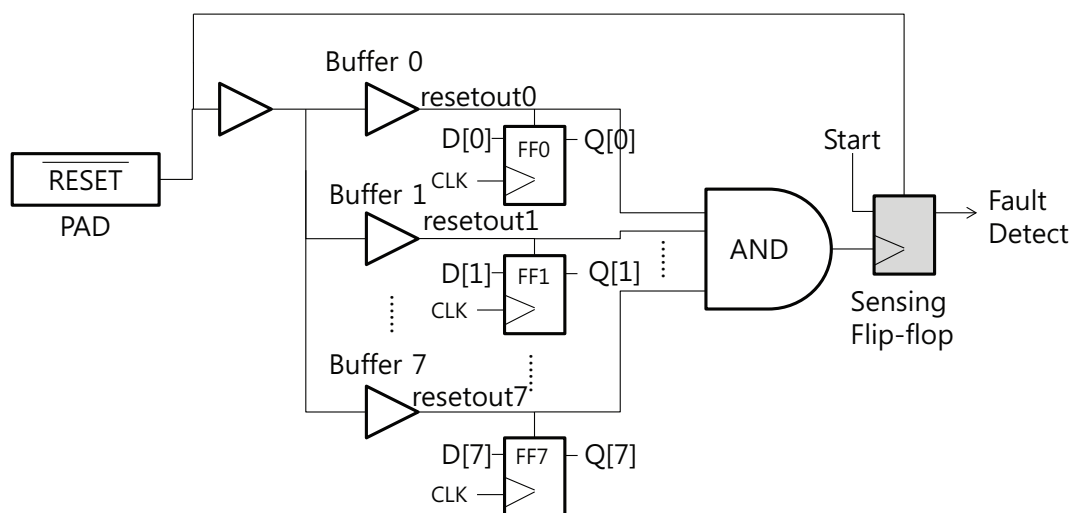 Buffer 0
resetout0
D[0]
FF0
Q[0]
CLK
Start
RESET
PAD
Buffer 1
resetout1
D[1]
FF1
Q[1]
CLK
AND
Fault
Detect
Sensing
Flip-flop
Buffer 7
resetout7
D[7]
FF7
Q[7]
CLK